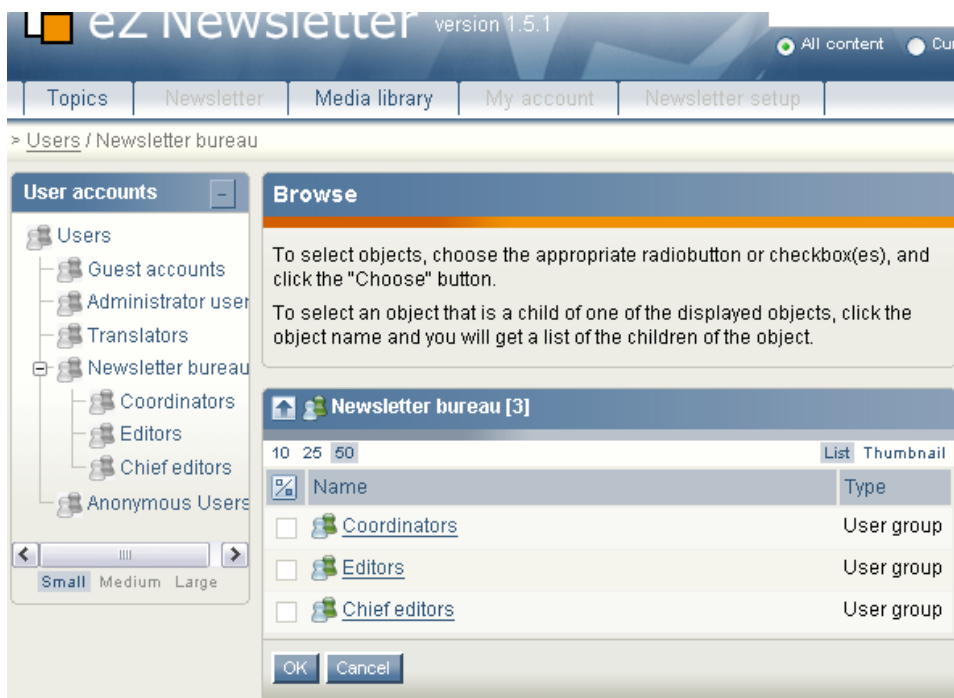 eZ Newsletter version 1.5.1
All content
Topics Newsletter Media library My account Newsletter setup
> Users / Newsletter bureau
User accounts
Users
Guest accounts
Administrator user
Translators
Newsletter bureau
Coordinators
Editors
Chief editors
Anonymous Users
Small Medium Large
Browse
To select objects, choose the appropriate radiobutton or checkbox(es), and
click the "Choose" button.
To select an object that is a child of one of the displayed objects, click the
object name and you will get a list of the children of the object.
Newsletter bureau [3]
10 25 50 List Thumbnail
Name Type
Coordinators User group
Editors User group
Chief editors User group
OK Cancel